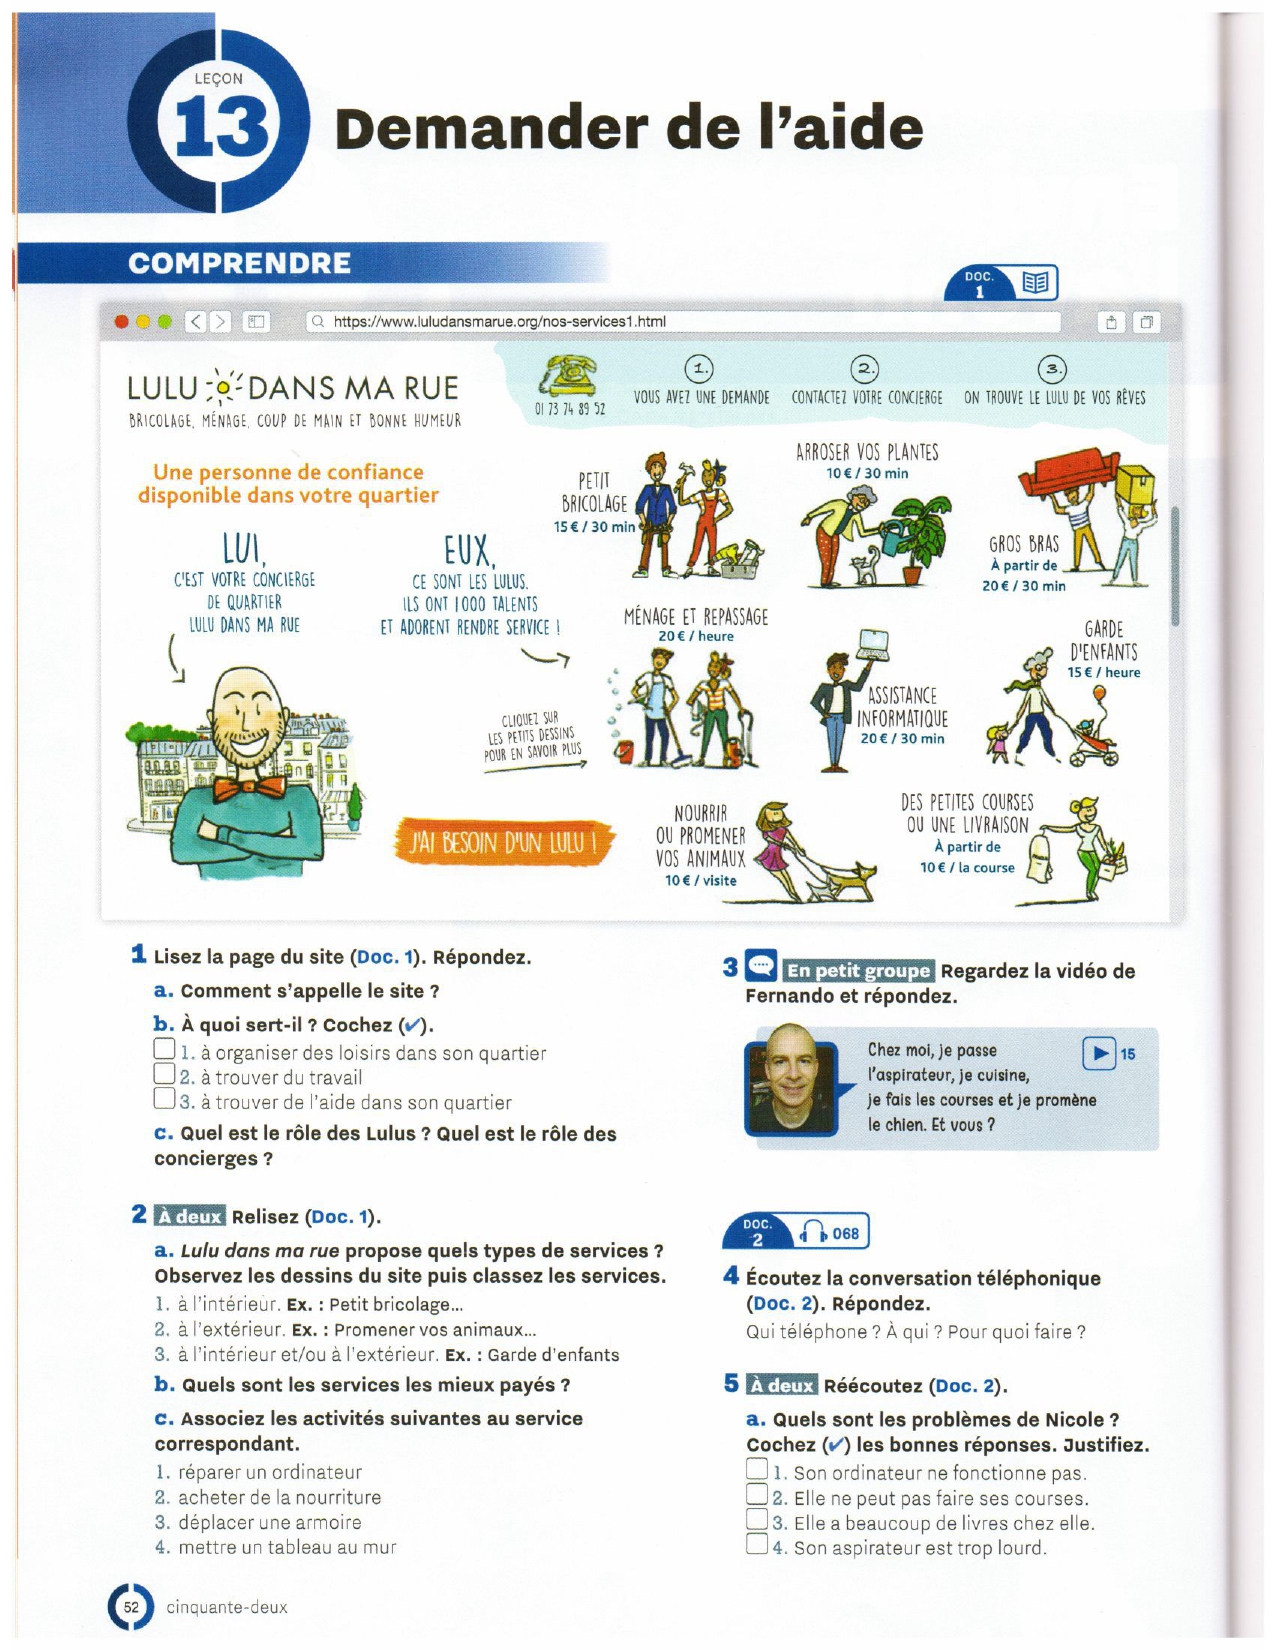 LEÇON
13
Demander de l'aide
COMPRENDRE
DOC.
1
https://www.luludansmarue.org/nos-services1.html
LULU DANS MA RUE
BRICOLAGE, MÉNAGE, COUP DE MAIN ET BONNE HUMEUR
01 73 74 89 52
1.
VOUS AVEZ UNE DEMANDE
2.
CONTACTEZ VOTRE CONCIERGE
3.
ON TROUVE LE LULU DE VOS RÊVES
Une personne de confiance
disponible dans votre quartier
LUI,
C'EST VOTRE CONCIERGE
DE QUARTIER
LULU DANS MA RUE
EUX,
CE SONT LES LULUS.
ILS ONT 1000 TALENTS
ET ADORENT RENDRE SERVICE !
CLIQUEZ SUR
LES PETITS DESSINS
POUR EN SAVOIR PLUS
J'AI BESOIN D'UN LULU !
PETIT
BRICOLAGE
15 € / 30 min
ARROSER VOS PLANTES
10 € / 30 min
GROS BRAS
À partir de
20 € / 30 min
MÉNAGE ET REPASSAGE
20 € / heure
ASSISTANCE
INFORMATIQUE
20 € / 30 min
GARDE
D'ENFANTS
15 € / heure
NOURRIR
OU PROMENER
VOS ANIMAUX
10 € / visite
DES PETITES COURSES
OU UNE LIVRAISON
À partir de
10 € / la course
1 Lisez la page du site (Doc. 1). Répondez.
a. Comment s'appelle le site ?
b. À quoi sert-il ? Cochez (✔).
1. à organiser des loisirs dans son quartier
2. à trouver du travail
3. à trouver de l'aide dans son quartier
c. Quel est le rôle des Lulus ? Quel est le rôle des
concierges ?
2 À deux Relisez (Doc. 1).
a. Lulu dans ma rue propose quels types de services ?
Observez les dessins du site puis classez les services.
1. à l'intérieur. Ex. : Petit bricolage...
2. à l'extérieur. Ex. : Promener vos animaux...
3. à l'intérieur et/ou à l'extérieur. Ex. : Garde d'enfants
b. Quels sont les services les mieux payés ?
c. Associez les activités suivantes au service
correspondant.
1. réparer un ordinateur
2. acheter de la nourriture
3. déplacer une armoire
4. mettre un tableau au mur
3 En petit groupe Regardez la vidéo de
Fernando et répondez.
Chez moi, je passe
l'aspirateur, je cuisine,
je fais les courses et je promène
le chien. Et vous ?
15
DOC.
2
068
4 Écoutez la conversation téléphonique
(Doc. 2). Répondez.
Qui téléphone ? À qui ? Pour quoi faire ?
5 À deux Réécoutez (Doc. 2).
a. Quels sont les problèmes de Nicole ?
Cochez (✔) les bonnes réponses. Justifiez.
1. Son ordinateur ne fonctionne pas.
2. Elle ne peut pas faire ses courses.
3. Elle a beaucoup de livres chez elle.
4. Son aspirateur est trop lourd.
52 cinquante-deux